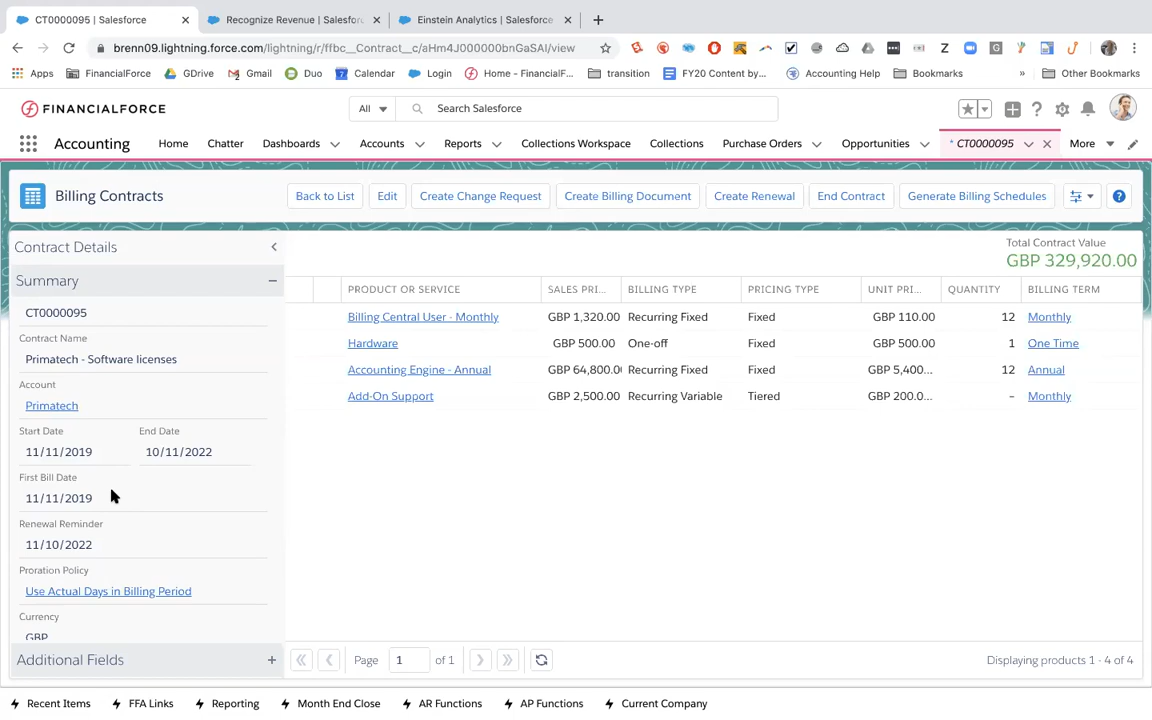 CT0000095 | Salesforce
Recognize Revenue | Salesforc
Einstein Analytics | Salesforce
brenn09.lightning.force.com/lightning/r/ffbc__Contract__c/aHm4J000000bnGaSAI/view
Apps FinancialForce GDrive Gmail Duo Calendar Login Home - FinancialF... transition FY20 Content by... Accounting Help Bookmarks » Other Bookmarks
FINANCIALFORCE
All Search Salesforce
Accounting Home Chatter Dashboards Accounts Reports Collections Workspace Collections Purchase Orders Opportunities * CT0000095 More
Billing Contracts Back to List Edit Create Change Request Create Billing Document Create Renewal End Contract Generate Billing Schedules
Contract Details
Summary
CT0000095
Contract Name
Primatech - Software licenses
Account
Primatech
Start Date End Date
11/11/2019 10/11/2022
First Bill Date
11/11/2019
Renewal Reminder
11/10/2022
Proration Policy
Use Actual Days in Billing Period
Currency
GBP
Additional Fields
Total Contract Value
GBP 329,920.00
PRODUCT OR SERVICE SALES PRI... BILLING TYPE PRICING TYPE UNIT PRI... QUANTITY BILLING TERM
Billing Central User - Monthly GBP 1,320.00 Recurring Fixed Fixed GBP 110.00 12 Monthly
Hardware GBP 500.00 One-off Fixed GBP 500.00 1 One Time
Accounting Engine - Annual GBP 64,800.0 Recurring Fixed Fixed GBP 5,400... 12 Annual
Add-On Support GBP 2,500.00 Recurring Variable Tiered GBP 200.0... – Monthly
Page 1 of 1 Displaying products 1 - 4 of 4
Recent Items FFA Links Reporting Month End Close AR Functions AP Functions Current Company